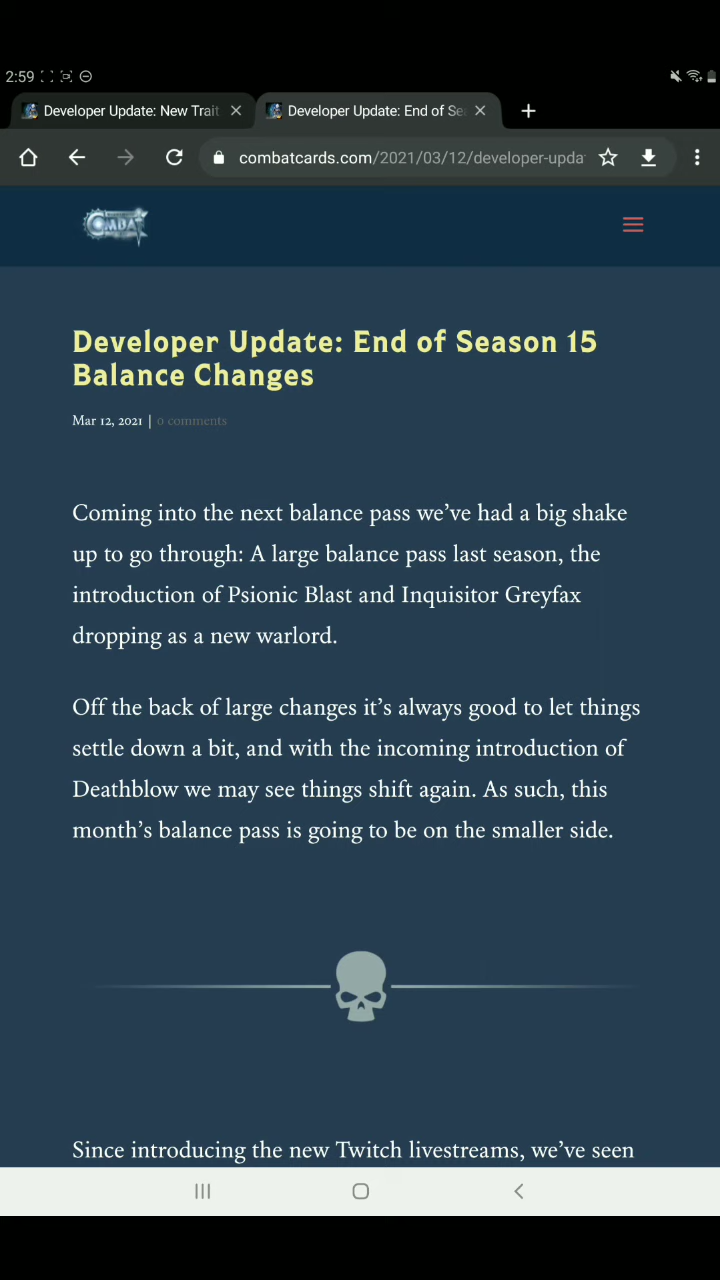 2:59
Developer Update: New Trait
Developer Update: End of Se
combatcards.com/2021/03/12/developer-upda
COMBAT
Developer Update: End of Season 15
Balance Changes
Mar 12, 2021 | 0 comments
Coming into the next balance pass we’ve had a big shake
up to go through: A large balance pass last season, the
introduction of Psionic Blast and Inquisitor Greyfax
dropping as a new warlord.
Off the back of large changes it’s always good to let things
settle down a bit, and with the incoming introduction of
Deathblow we may see things shift again. As such, this
month’s balance pass is going to be on the smaller side.
Since introducing the new Twitch livestreams, we’ve seen